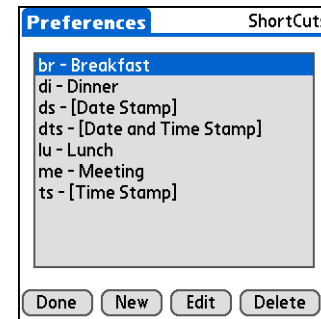 Preferences ShortCuts
br - Breakfast
di - Dinner
ds - [Date Stamp]
dts - [Date and Time Stamp]
lu - Lunch
me - Meeting
ts - [Time Stamp]
Done New Edit Delete